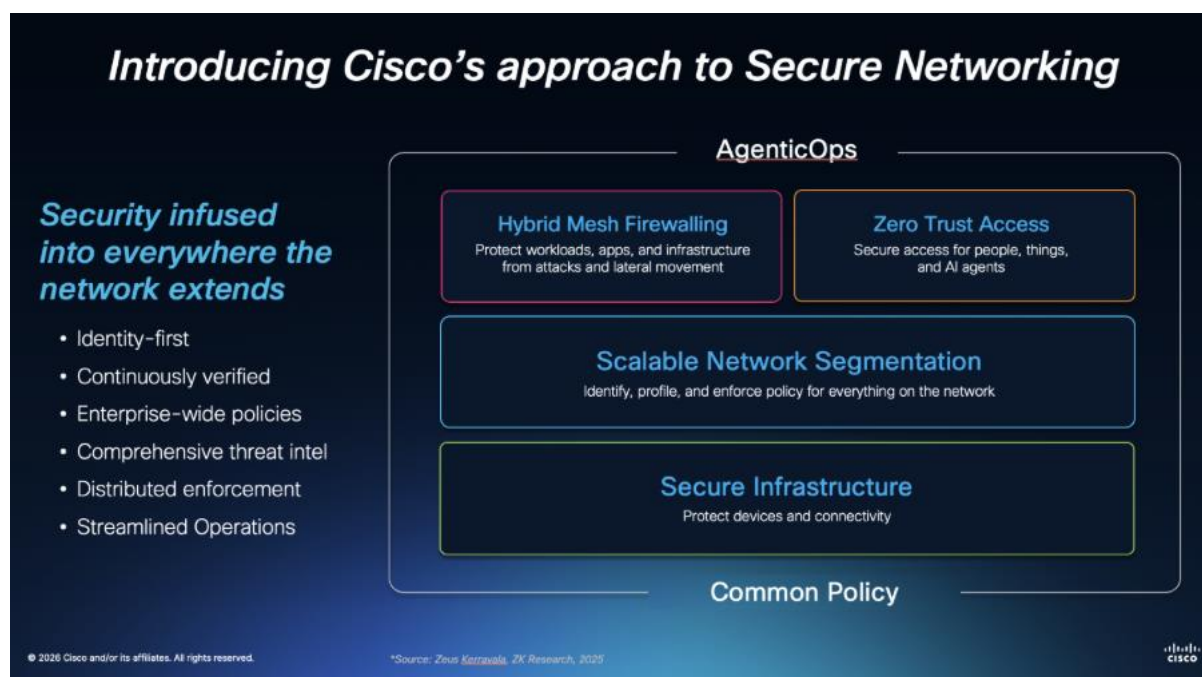 Introducing Cisco's approach to Secure Networking
Security infused
into everywhere the
network extends
• Identity-first
• Continuously verified
• Enterprise-wide policies
• Comprehensive threat intel
• Distributed enforcement
• Streamlined Operations
AgenticOps
Hybrid Mesh Firewalling
Protect workloads, apps, and infrastructure
from attacks and lateral movement
Zero Trust Access
Secure access for people, things,
and AI agents
Scalable Network Segmentation
Identify, profile, and enforce policy for everything on the network
Secure Infrastructure
Protect devices and connectivity
Common Policy
© 2026 Cisco and/or its affiliates. All rights reserved.
*Source: Zeus Kerravala, ZK Research, 2025
CISCO